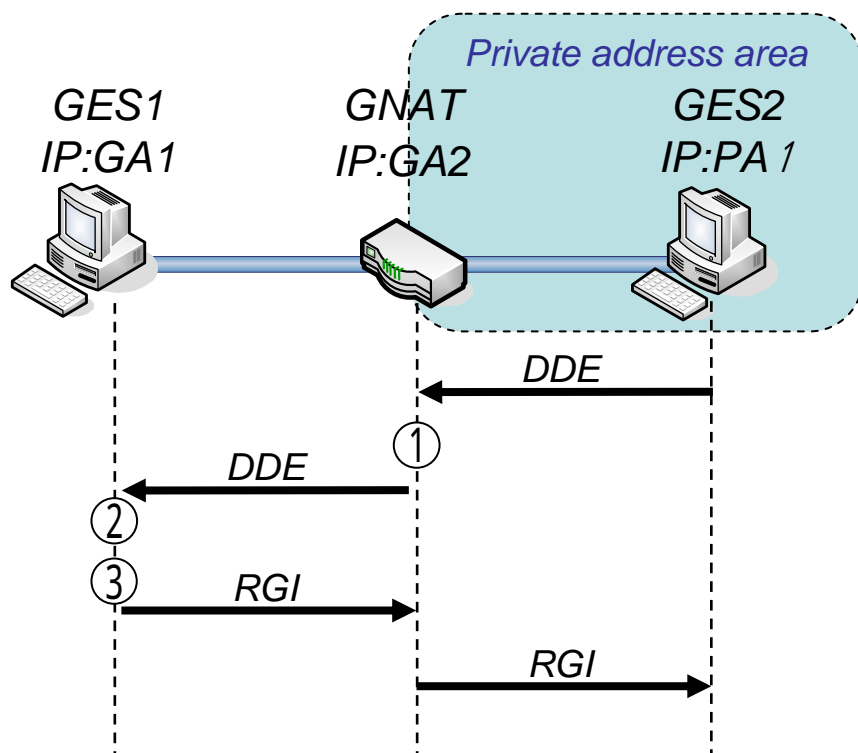 Private address area
GES1
IP:GA1
GNAT
IP:GA2
GES2
IP:PA1
DDE
①
DDE
②
③
RGI
RGI